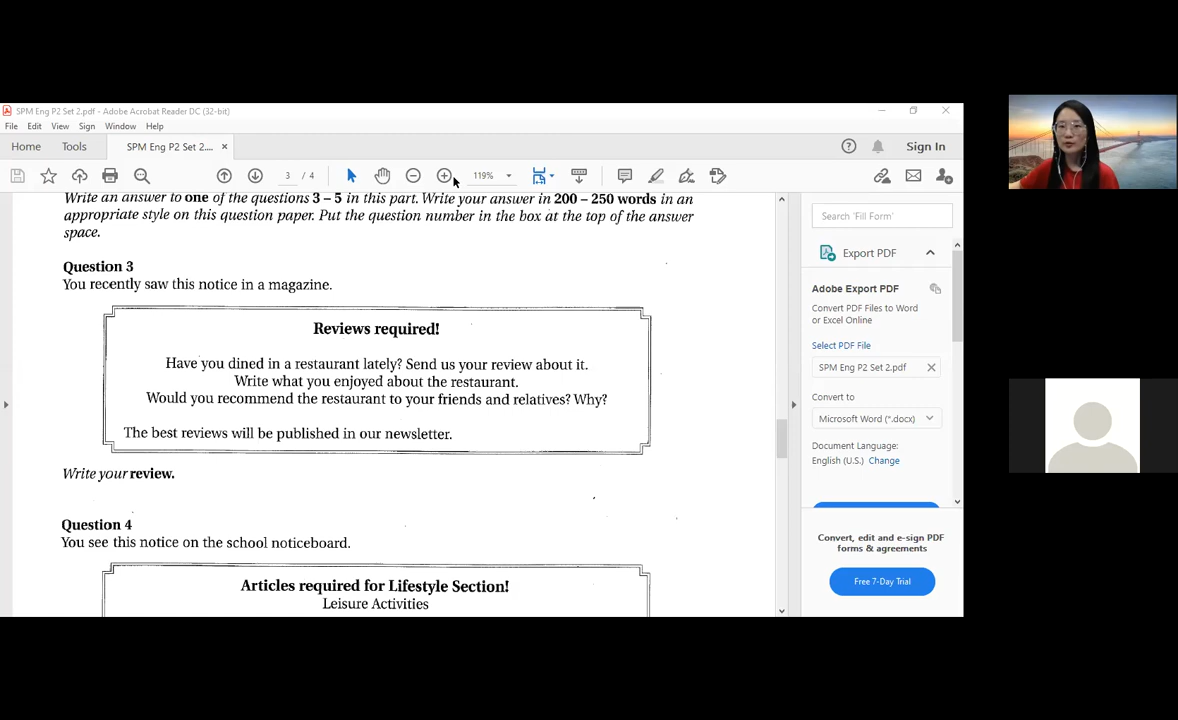 SPM Eng P2 Set 2.pdf - Adobe Acrobat Reader DC (32-bit)
File Edit View Sign Window Help
Home Tools SPM Eng P2 Set 2.... × Sign In
3 / 4 119%
Write an answer to one of the questions 3 – 5 in this part. Write your answer in 200 – 250 words in an
appropriate style on this question paper. Put the question number in the box at the top of the answer
space.
Question 3
You recently saw this notice in a magazine.
Reviews required!
Have you dined in a restaurant lately? Send us your review about it.
Write what you enjoyed about the restaurant.
Would you recommend the restaurant to your friends and relatives? Why?
The best reviews will be published in our newsletter.
Write your review.
Question 4
You see this notice on the school noticeboard.
Articles required for Lifestyle Section!
Leisure Activities
Search 'Fill Form'
Export PDF
Adobe Export PDF
Convert PDF Files to Word
or Excel Online
Select PDF File
SPM Eng P2 Set 2.pdf
Convert to
Microsoft Word (*.docx)
Document Language:
English (U.S.) Change
Convert, edit and e-sign PDF
forms & agreements
Free 7-Day Trial